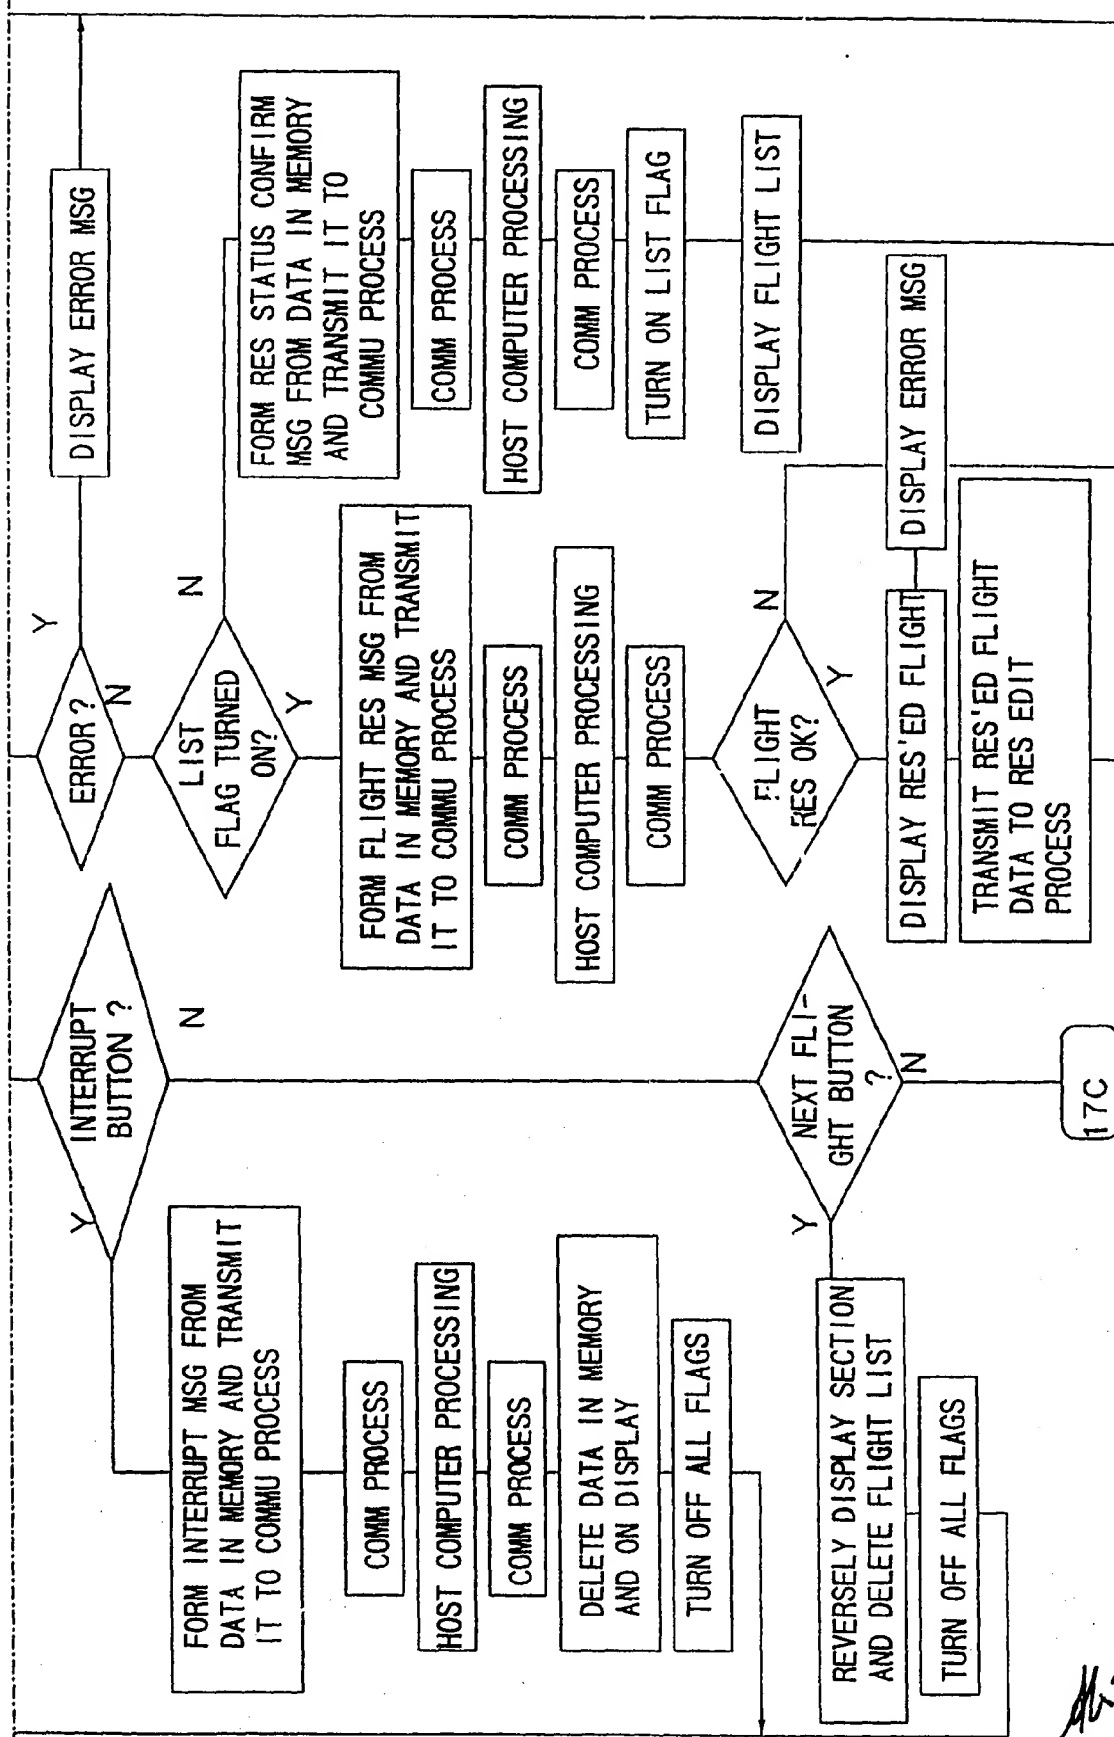 INTERRUPT
BUTTON ?
Y
N
FORM INTERRUPT MSG FROM
DATA IN MEMORY AND TRANSMIT
IT TO COMMU PROCESS
COMM PROCESS
HOST COMPUTER PROCESSING
COMM PROCESS
DELETE DATA IN MEMORY
AND ON DISPLAY
TURN OFF ALL FLAGS
NEXT FLI-
GHT BUTTON
?
Y
N
REVERSELY DISPLAY SECTION
AND DELETE FLIGHT LIST
TURN OFF ALL FLAGS
17C
ERROR?
Y
N
DISPLAY ERROR MSG
LIST
FLAG TURNED
ON?
N
Y
FORM FLIGHT RES MSG FROM
DATA IN MEMORY AND TRANSMIT
IT TO COMMU PROCESS
COMM PROCESS
HOST COMPUTER PROCESSING
COMM PROCESS
FLIGHT
RES OK?
N
Y
DISPLAY RES'ED FLIGHT
TRANSMIT RES'ED FLIGHT
DATA TO RES EDIT
PROCESS
DISPLAY ERROR MSG
FORM RES STATUS CONFIRM
MSG FROM DATA IN MEMORY
AND TRANSMIT IT TO
COMMU PROCESS
COMM PROCESS
HOST COMPUTER PROCESSING
COMM PROCESS
TURN ON LIST FLAG
DISPLAY FLIGHT LIST